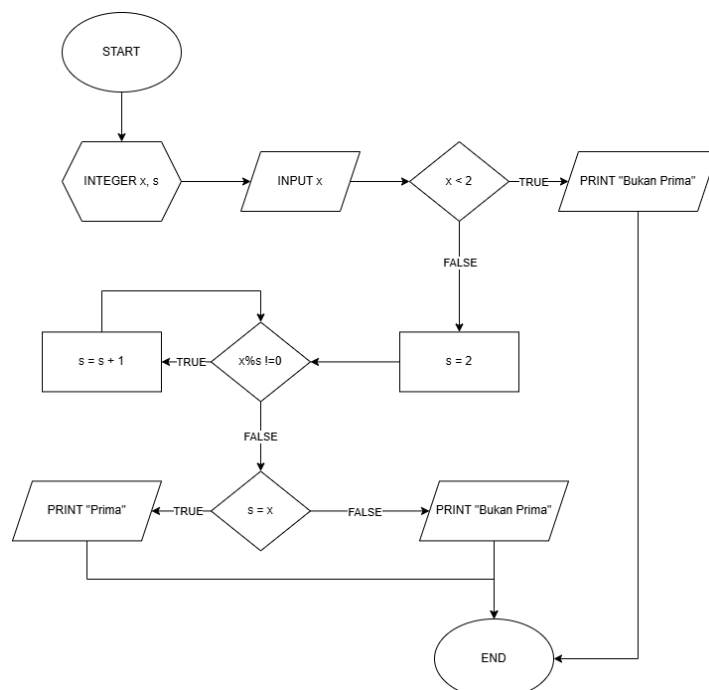 START
INTEGER x, s
INPUT x
x < 2
TRUE
PRINT "Bukan Prima"
FALSE
s = s + 1
TRUE
x%s !=0
s = 2
FALSE
PRINT "Prima"
TRUE
s = x
FALSE
PRINT "Bukan Prima"
END